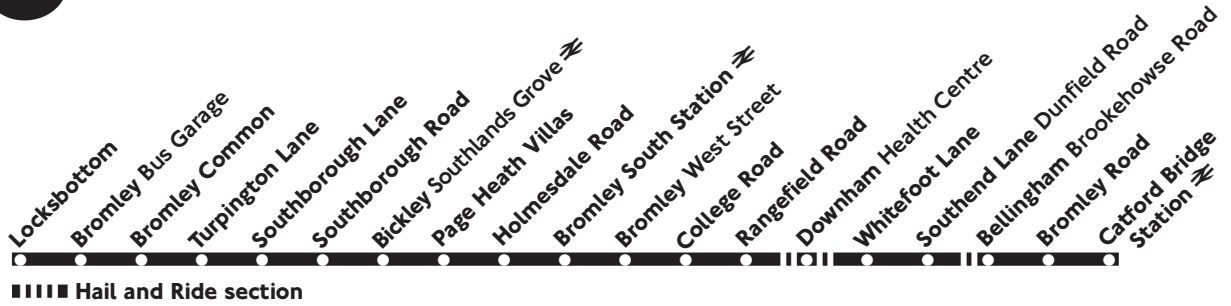 Locksbottom
Bromley Bus Garage
Bromley Common
Turpington Lane
Southborough Lane
Southborough Road
Bickley Southlands Grove
Page Heath Villas
Holmesdale Road
Bromley South Station
Bromley West Street
College Road
Rangefield Road
Downham Health Centre
Whitefoot Lane
Southend Lane Dunfield Road
Bellingham Brookehowse Road
Bromley Road
Catford Bridge
Station
Hail and Ride section